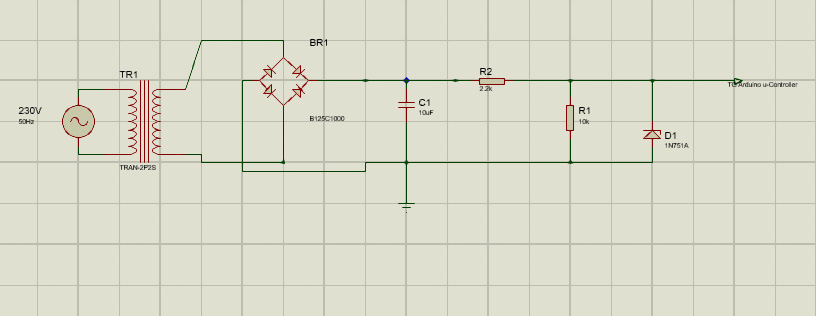 BR1
TR1
R2
2.2k
TO Arduino u-Controller
230V
50Hz
C1
10uF
R1
10k
B125C1000
D1
1N751A
TRAN-2P2S